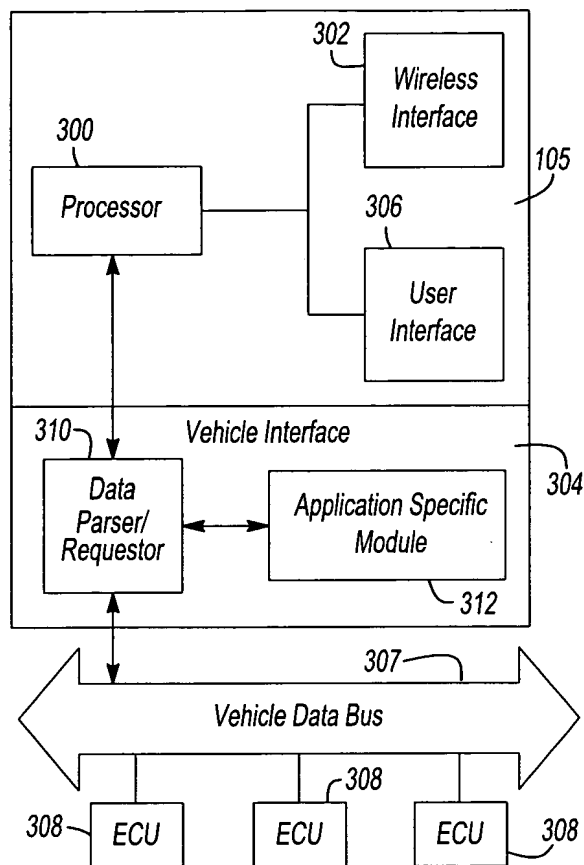 302
Wireless
Interface
300
105
Processor
306
User
Interface
310
Vehicle Interface
304
Data
Parser/
Requestor
Application Specific
Module
312
307
Vehicle Data Bus
308
308
ECU
ECU
ECU
308